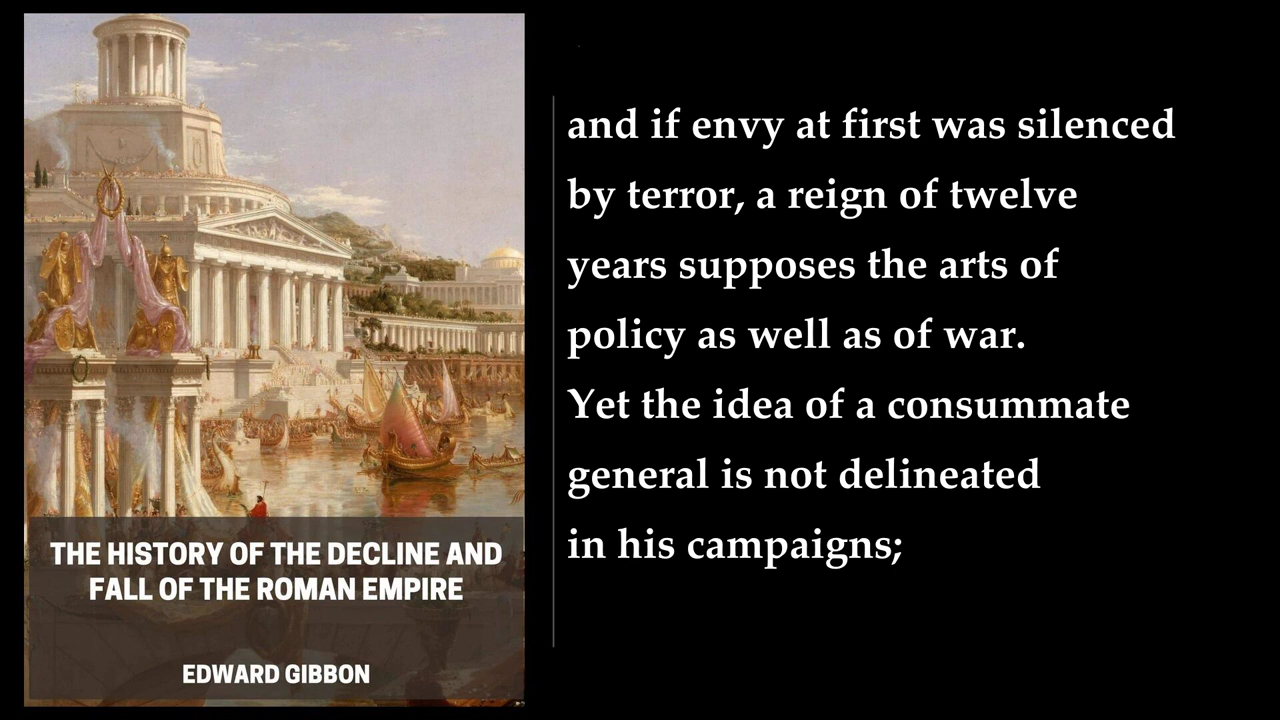 THE HISTORY OF THE DECLINE AND
FALL OF THE ROMAN EMPIRE
EDWARD GIBBON
and if envy at first was silenced
by terror, a reign of twelve
years supposes the arts of
policy as well as of war.
Yet the idea of a consummate
general is not delineated
in his campaigns;